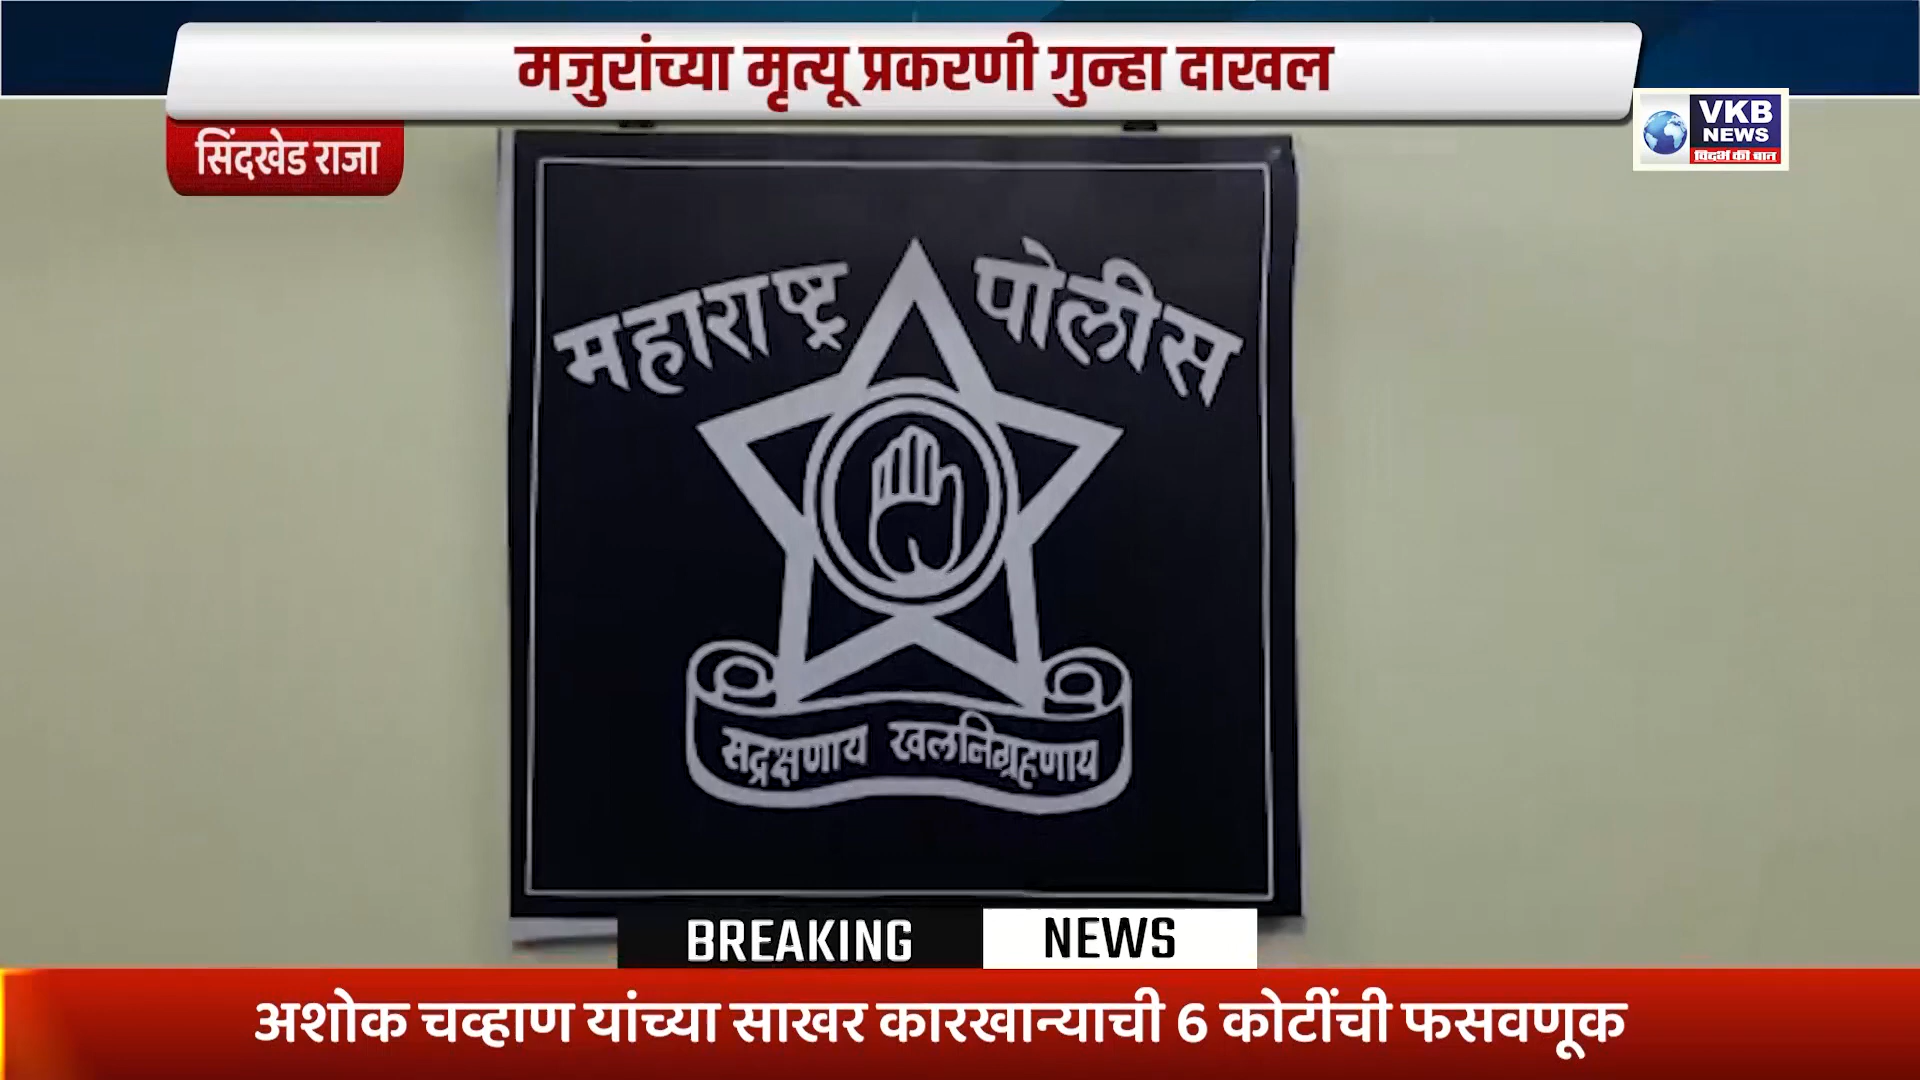 मजुरांच्या मृत्यू प्रकरणी गुन्हा दाखल
सिंदखेड राजा
VKB
NEWS
विदर्भ की बात
महाराष्ट्र पोलीस
सद्रक्षणाय खलनिग्रहणाय
BREAKING NEWS
अशोक चव्हाण यांच्या साखर कारखान्याची 6 कोटींची फसवणूक